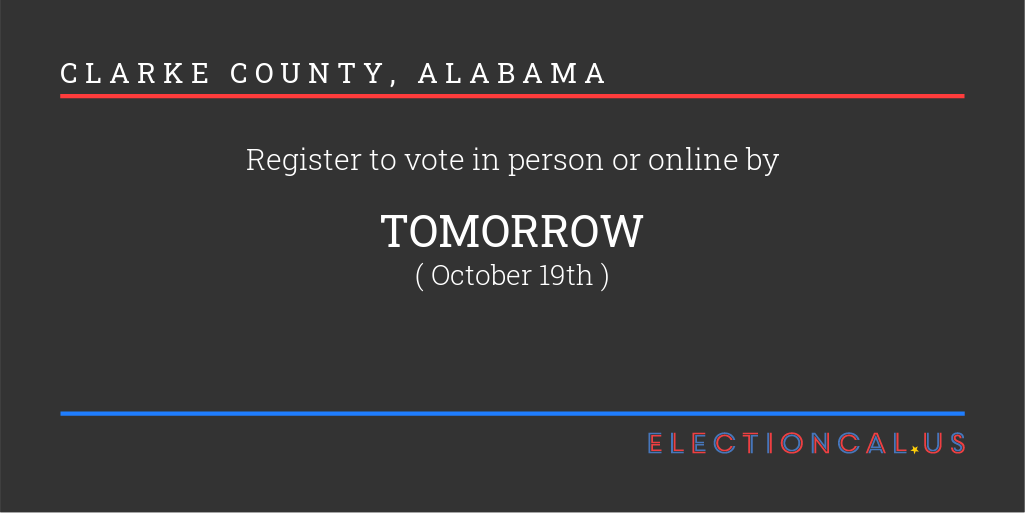 CLARKE COUNTY, ALABAMA
Register to vote in person or online by
TOMORROW
( October 19th )
ELECTIONCAL.US